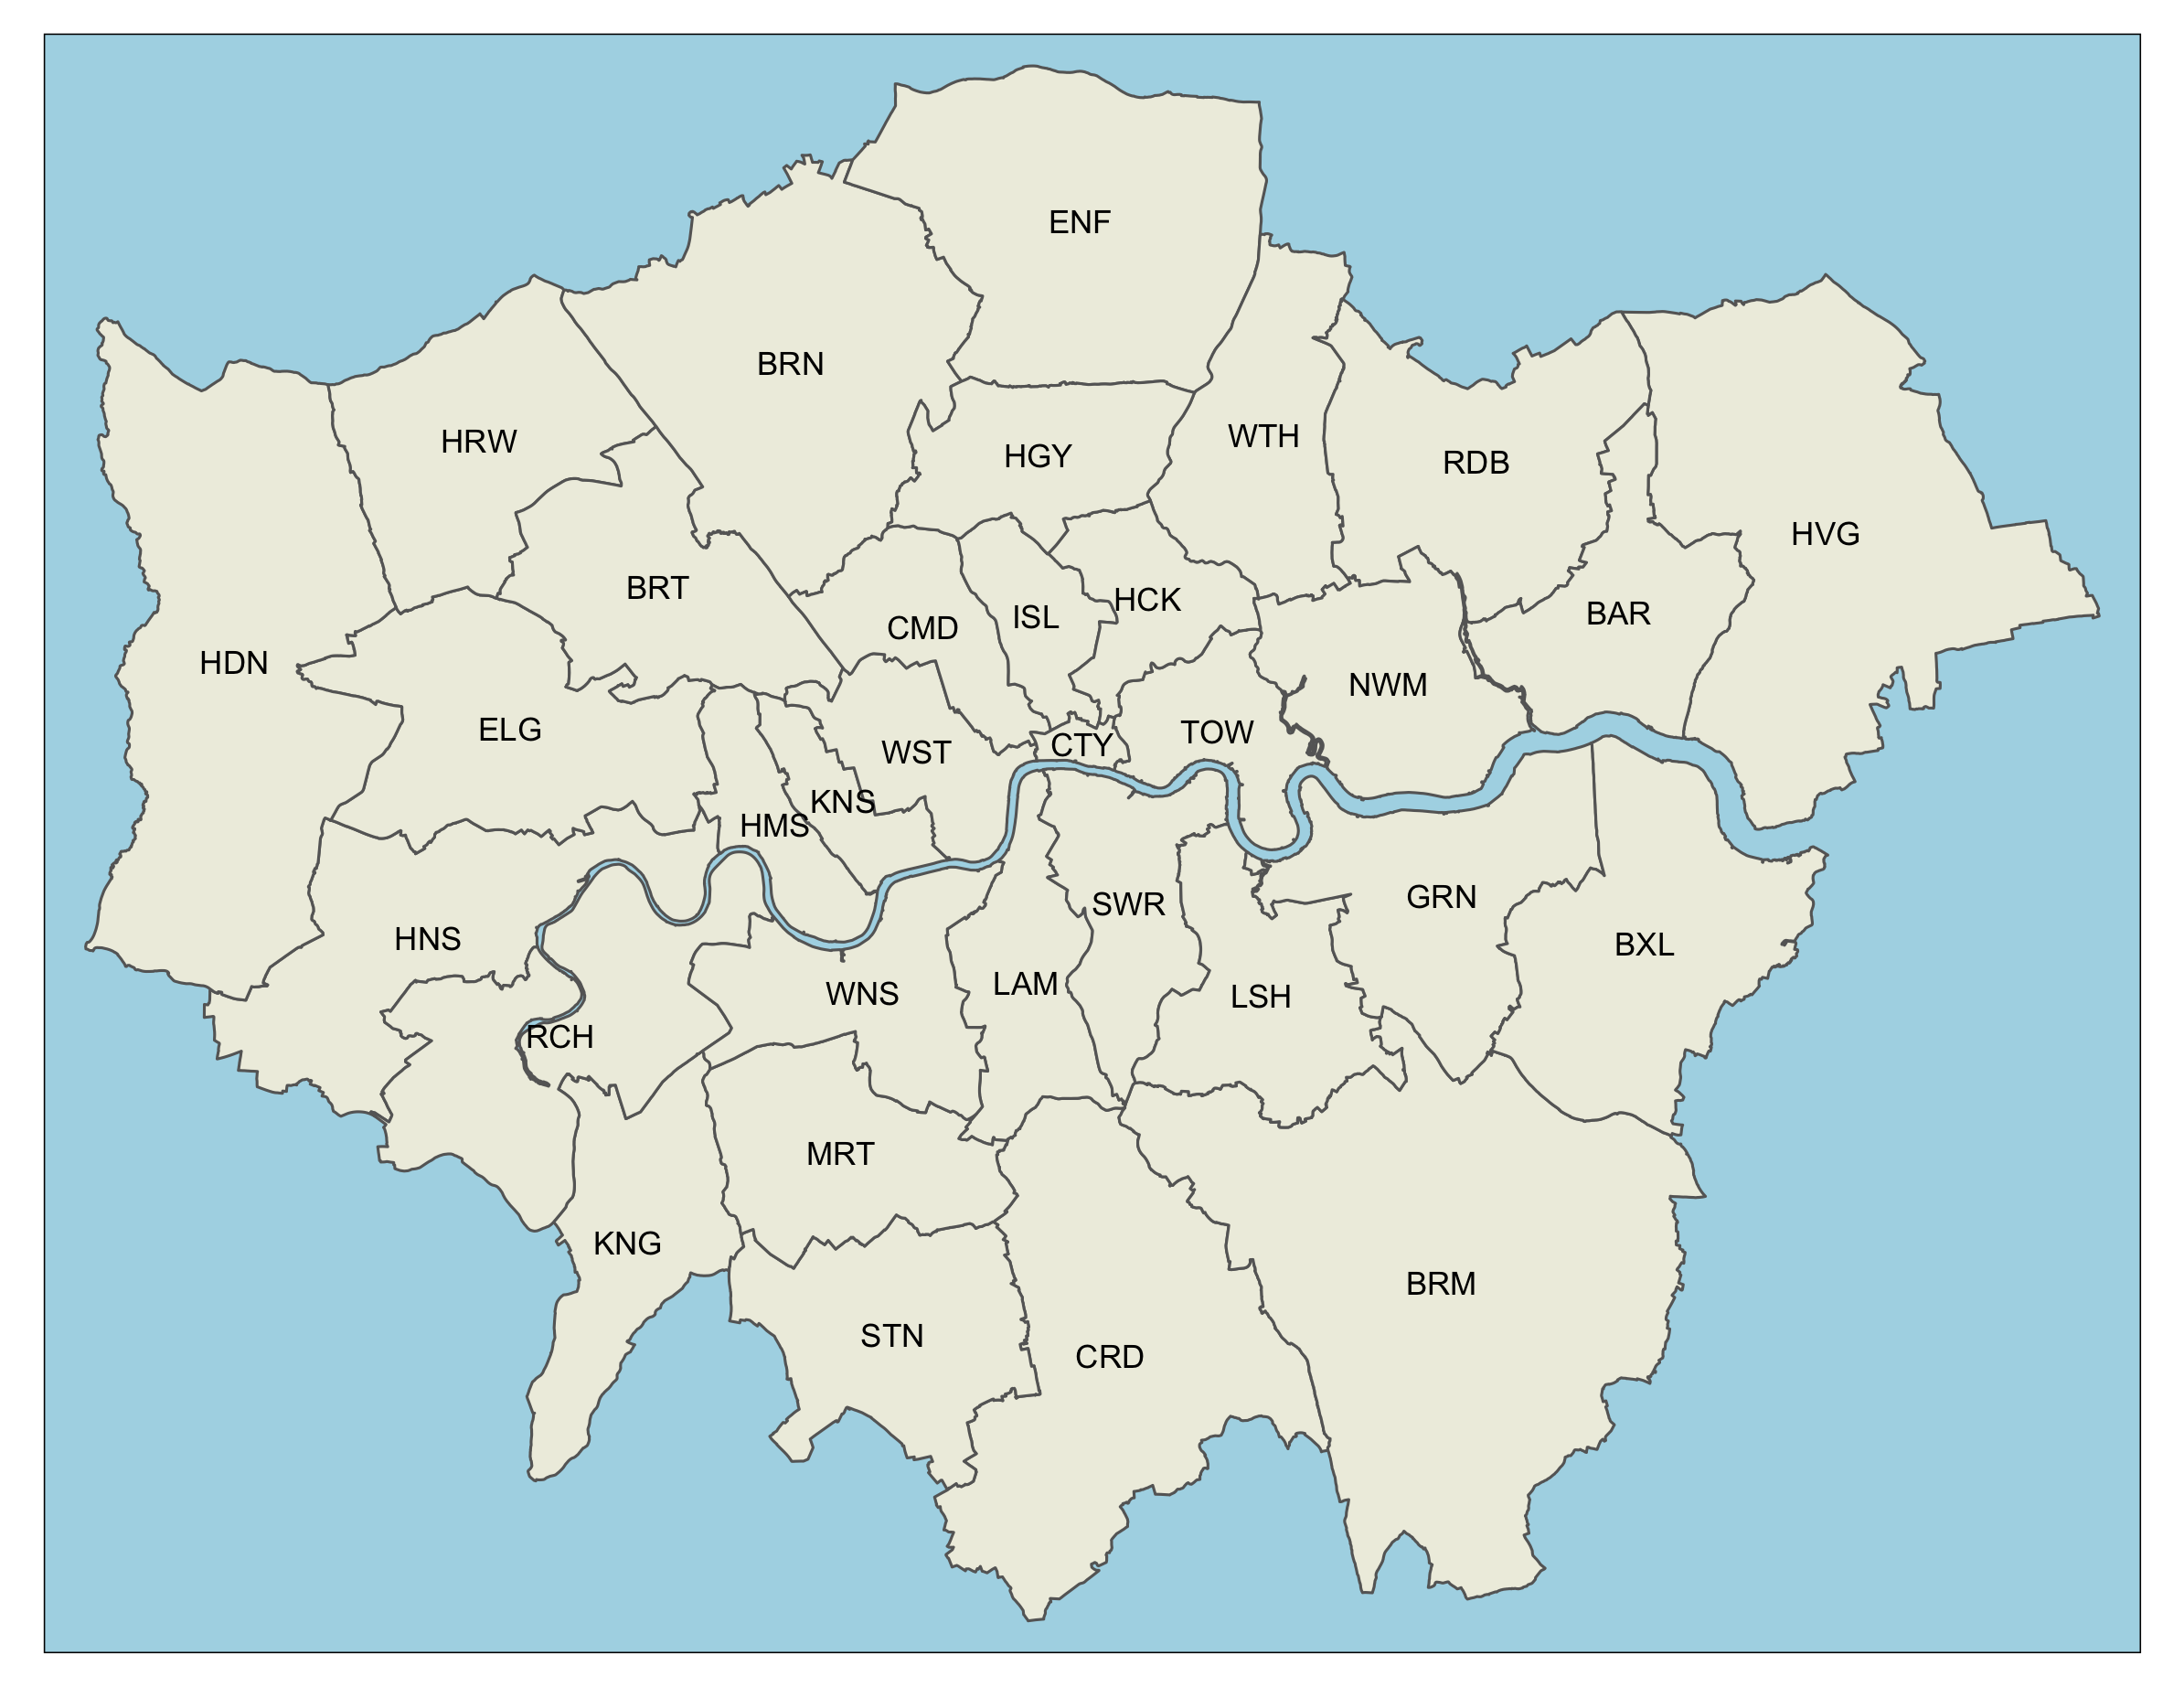 ENF
BRN
WTH
HRW
HGY
RDB
HVG
BRT
HCK
BAR
ISL
CMD
HDN
NWM
ELG
TOW
CTY
WST
KNS
HMS
GRN
SWR
HNS
BXL
LAM
WNS
LSH
RCH
MRT
KNG
BRM
STN
CRD